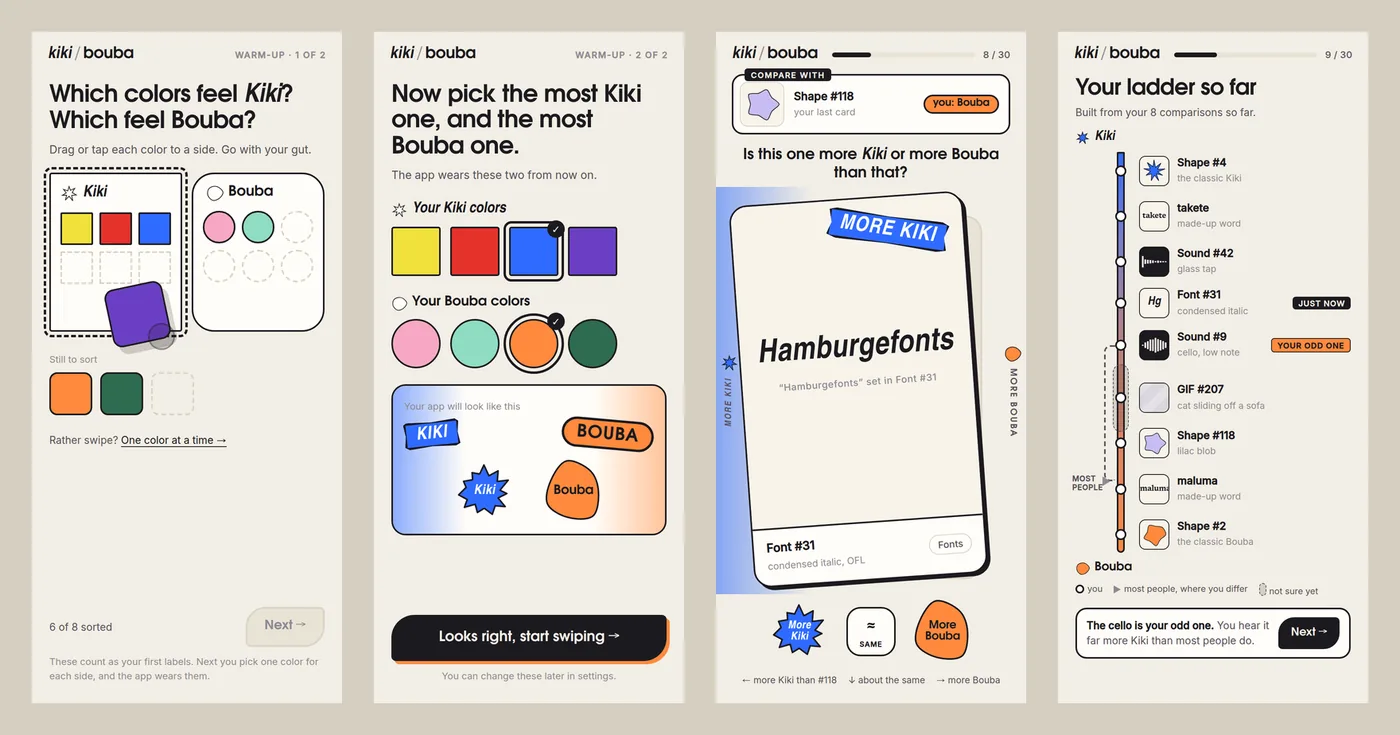 kiki / bouba
WARM-UP · 1 OF 2
Which colors feel Kiki?
Which feel Bouba?
Drag or tap each color to a side. Go with your gut.
Kiki
Bouba
Still to sort
Rather swipe? One color at a time →
6 of 8 sorted
Next →
These count as your first labels. Next you pick one color for
each side, and the app wears them.
kiki / bouba
WARM-UP · 2 OF 2
Now pick the most Kiki
one, and the most
Bouba one.
The app wears these two from now on.
Your Kiki colors
Your Bouba colors
Your app will look like this
KIKI
BOUBA
Kiki
Bouba
Looks right, start swiping →
You can change these later in settings.
kiki / bouba
8 / 30
COMPARE WITH
Shape #118
your last card
you: Bouba
Is this one more Kiki or more Bouba
than that?
MORE KIKI
MORE KIKI
MORE BOUBA
Hamburgefonts
“Hamburgefonts” set in Font #31
Font #31
condensed italic, OFL
Fonts
More
Kiki
≈
SAME
More
Bouba
← more Kiki than #118
↓ about the same
→ more Bouba
kiki / bouba
9 / 30
Your ladder so far
Built from your 8 comparisons so far.
Kiki
Shape #4
the classic Kiki
takete
takete
made-up word
Sound #42
glass tap
Hg
Font #31
condensed italic
JUST NOW
Sound #9
cello, low note
YOUR ODD ONE
GIF #207
cat sliding off a sofa
Shape #118
lilac blob
MOST
PEOPLE
maluma
maluma
made-up word
Shape #2
the classic Bouba
Bouba
you
most people, where you differ
not sure yet
The cello is your odd one. You hear it
far more Kiki than most people do.
Next →